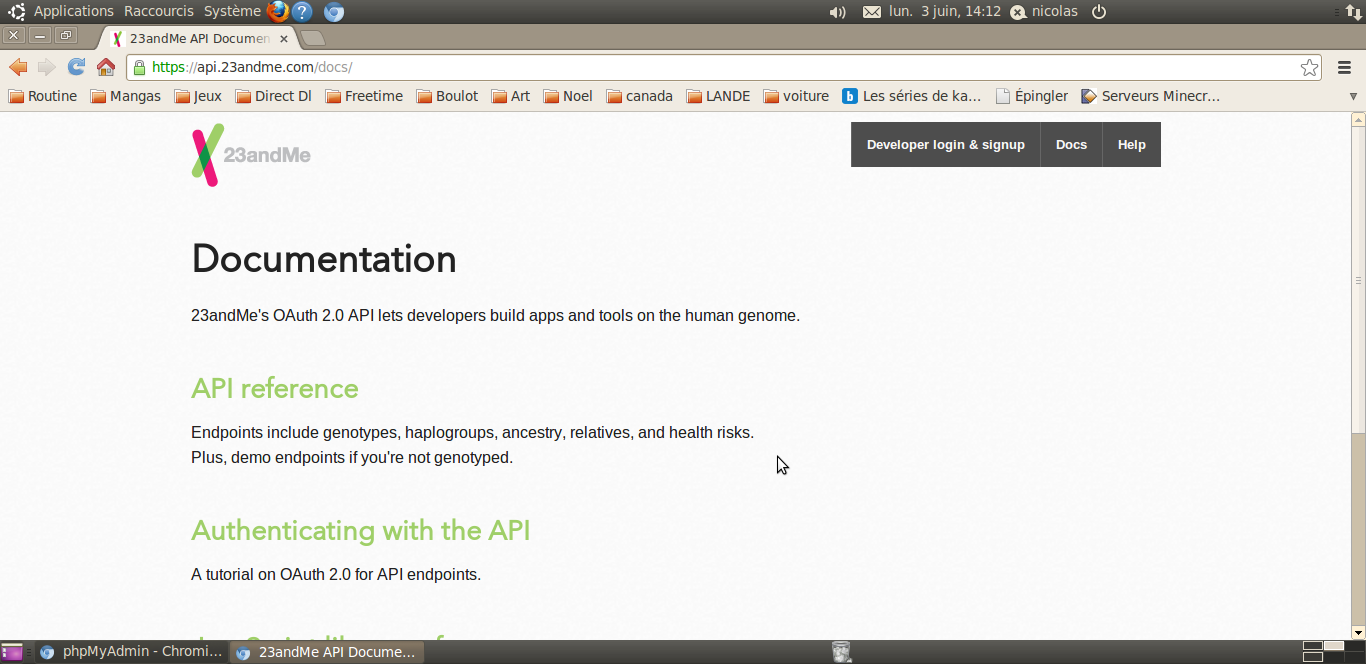 Applications Raccourcis Système lun. 3 juin, 14:12 nicolas
23andMe API Documen
https://api.23andme.com/docs/
Routine Mangas Jeux Direct Dl Freetime Boulot Art Noel canada LANDE voiture Les séries de ka... Épingler Serveurs Minecr...
23andMe
Developer login & signup Docs Help
Documentation
23andMe's OAuth 2.0 API lets developers build apps and tools on the human genome.
API reference
Endpoints include genotypes, haplogroups, ancestry, relatives, and health risks.
Plus, demo endpoints if you're not genotyped.
Authenticating with the API
A tutorial on OAuth 2.0 for API endpoints.
phpMyAdmin - Chromi... 23andMe API Docume...